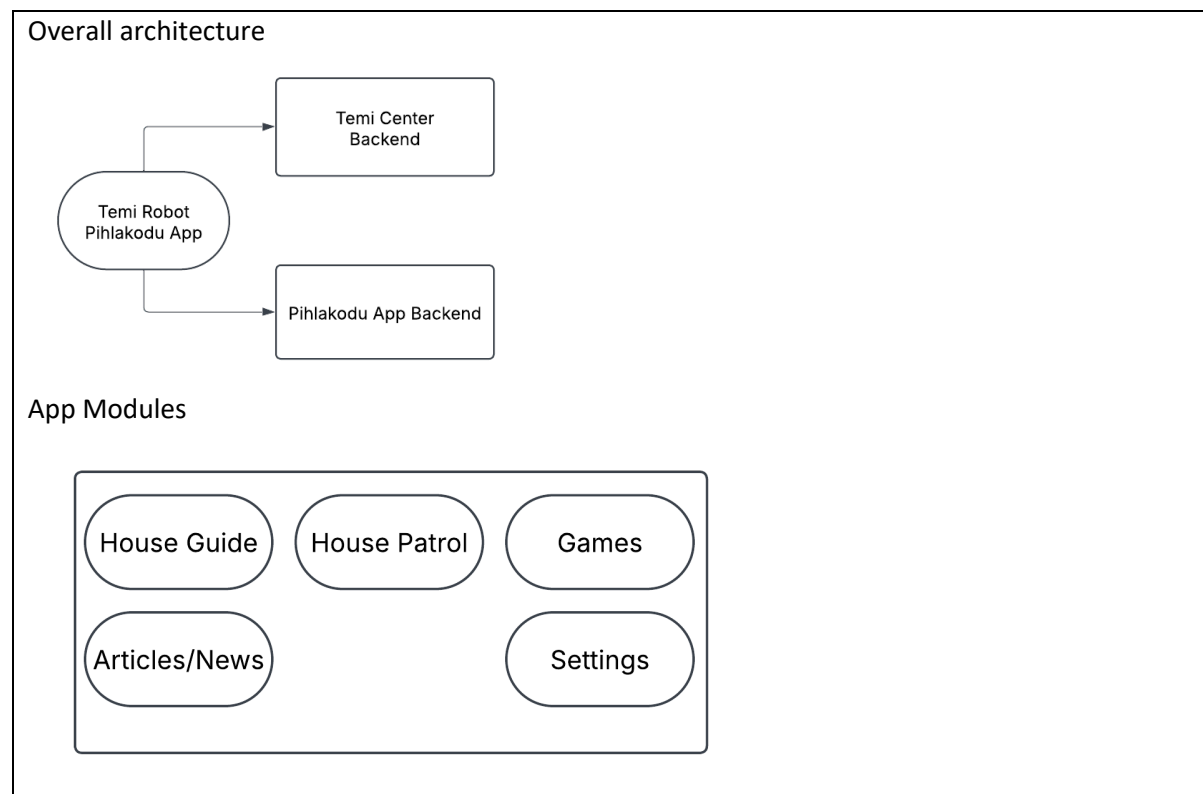 Overall architecture
Temi Center
Backend
Temi Robot
Pihlakodu App
Pihlakodu App Backend
App Modules
House Guide
House Patrol
Games
Articles/News
Settings